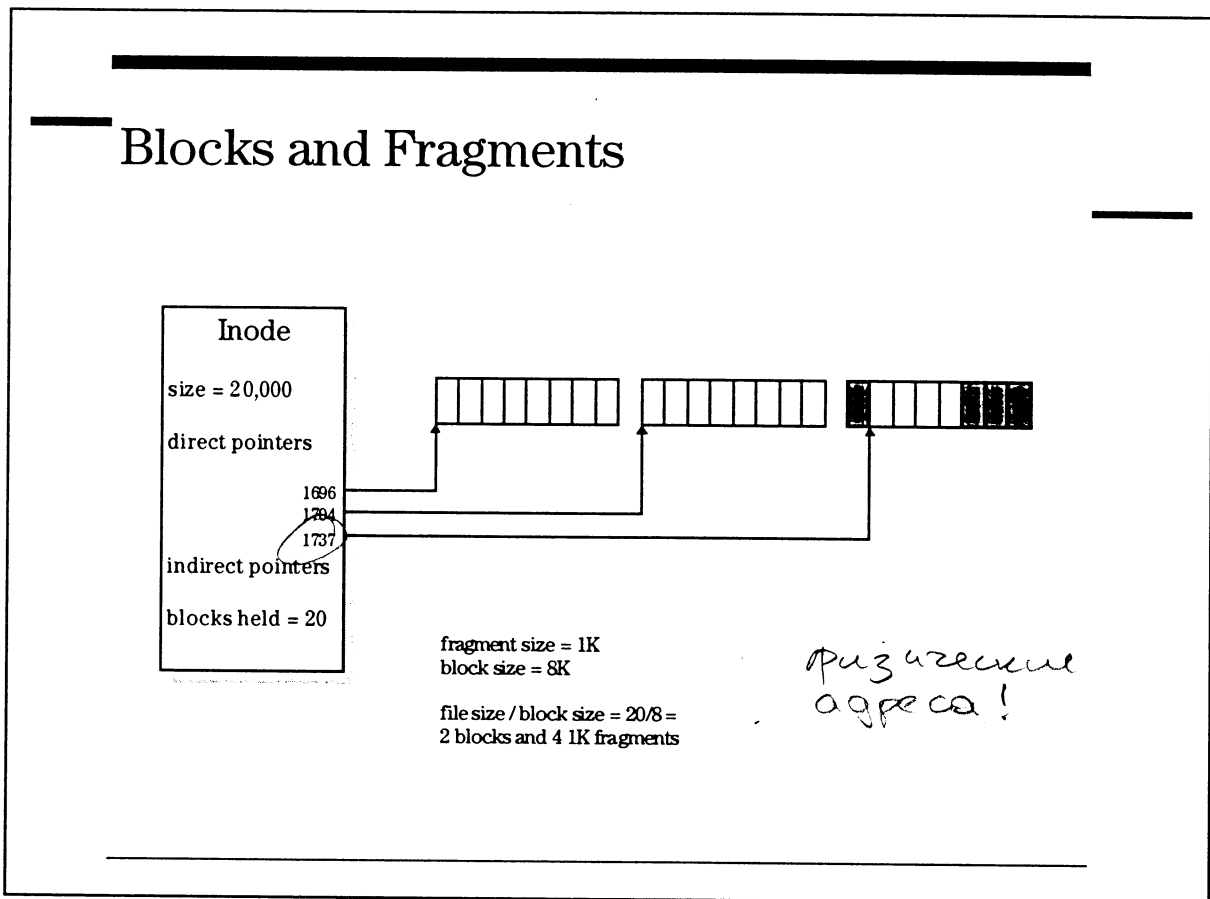 Blocks and Fragments
Inode
size = 20,000
direct pointers
1696
1704
1737
indirect pointers
blocks held = 20
fragment size = 1K
block size = 8K
file size / block size = 20/8 =
2 blocks and 4 1K fragments
физические
адреса!